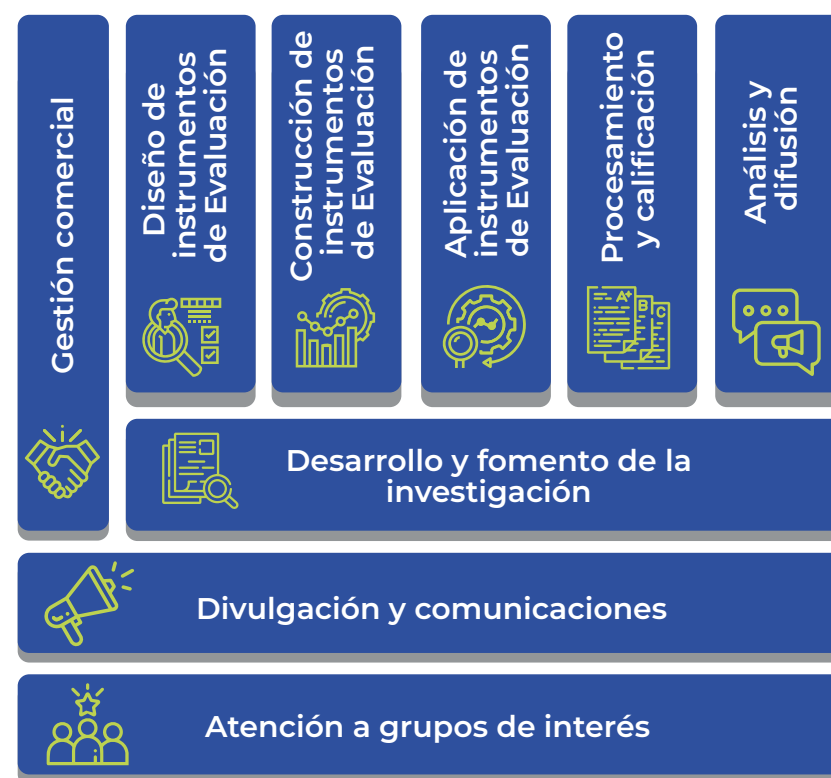 Gestión comercial
Diseño de
instrumentos
de Evaluación
Construcción de
instrumentos
de Evaluación
Aplicación de
instrumentos
de Evaluación
Procesamiento
y calificación
A+
B
C
Análisis y
difusión
Desarrollo y fomento de la
investigación
Divulgación y comunicaciones
Atención a grupos de interés